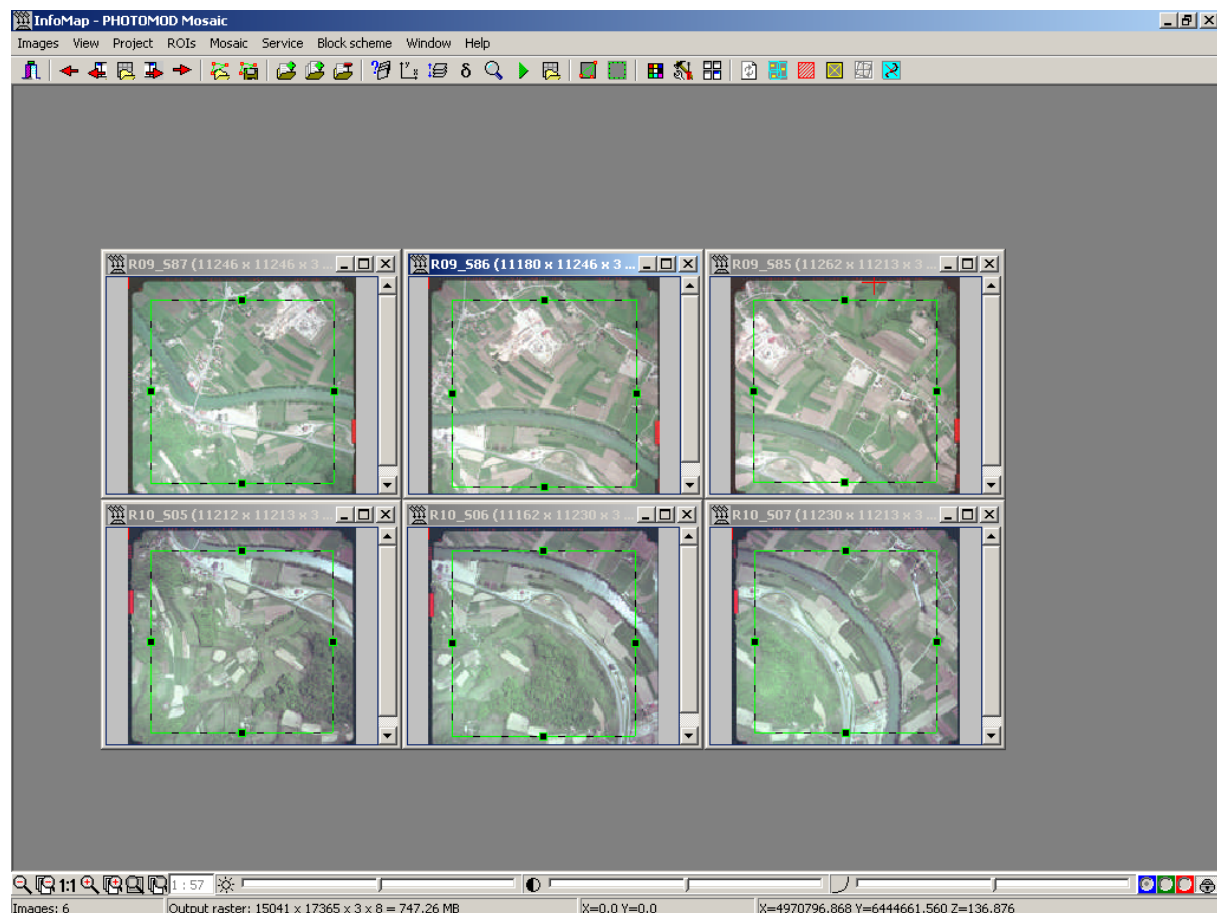 InfoMap - PHOTOMOD Mosaic
Images View Project ROIs Mosaic Service Block scheme Window Help
R09_S87 (11246 x 11246 x 3 ...
R09_S86 (11180 x 11246 x 3 ...
R09_S85 (11262 x 11213 x 3 ...
R10_S05 (11212 x 11213 x 3 ...
R10_S06 (11162 x 11230 x 3 ...
R10_S07 (11230 x 11213 x 3 ...
1:1 1 : 57
Images: 6 Output raster: 15041 x 17365 x 3 x 8 = 747.26 MB X=0.0 Y=0.0 X=4970796.868 Y=6444661.560 Z=136.876